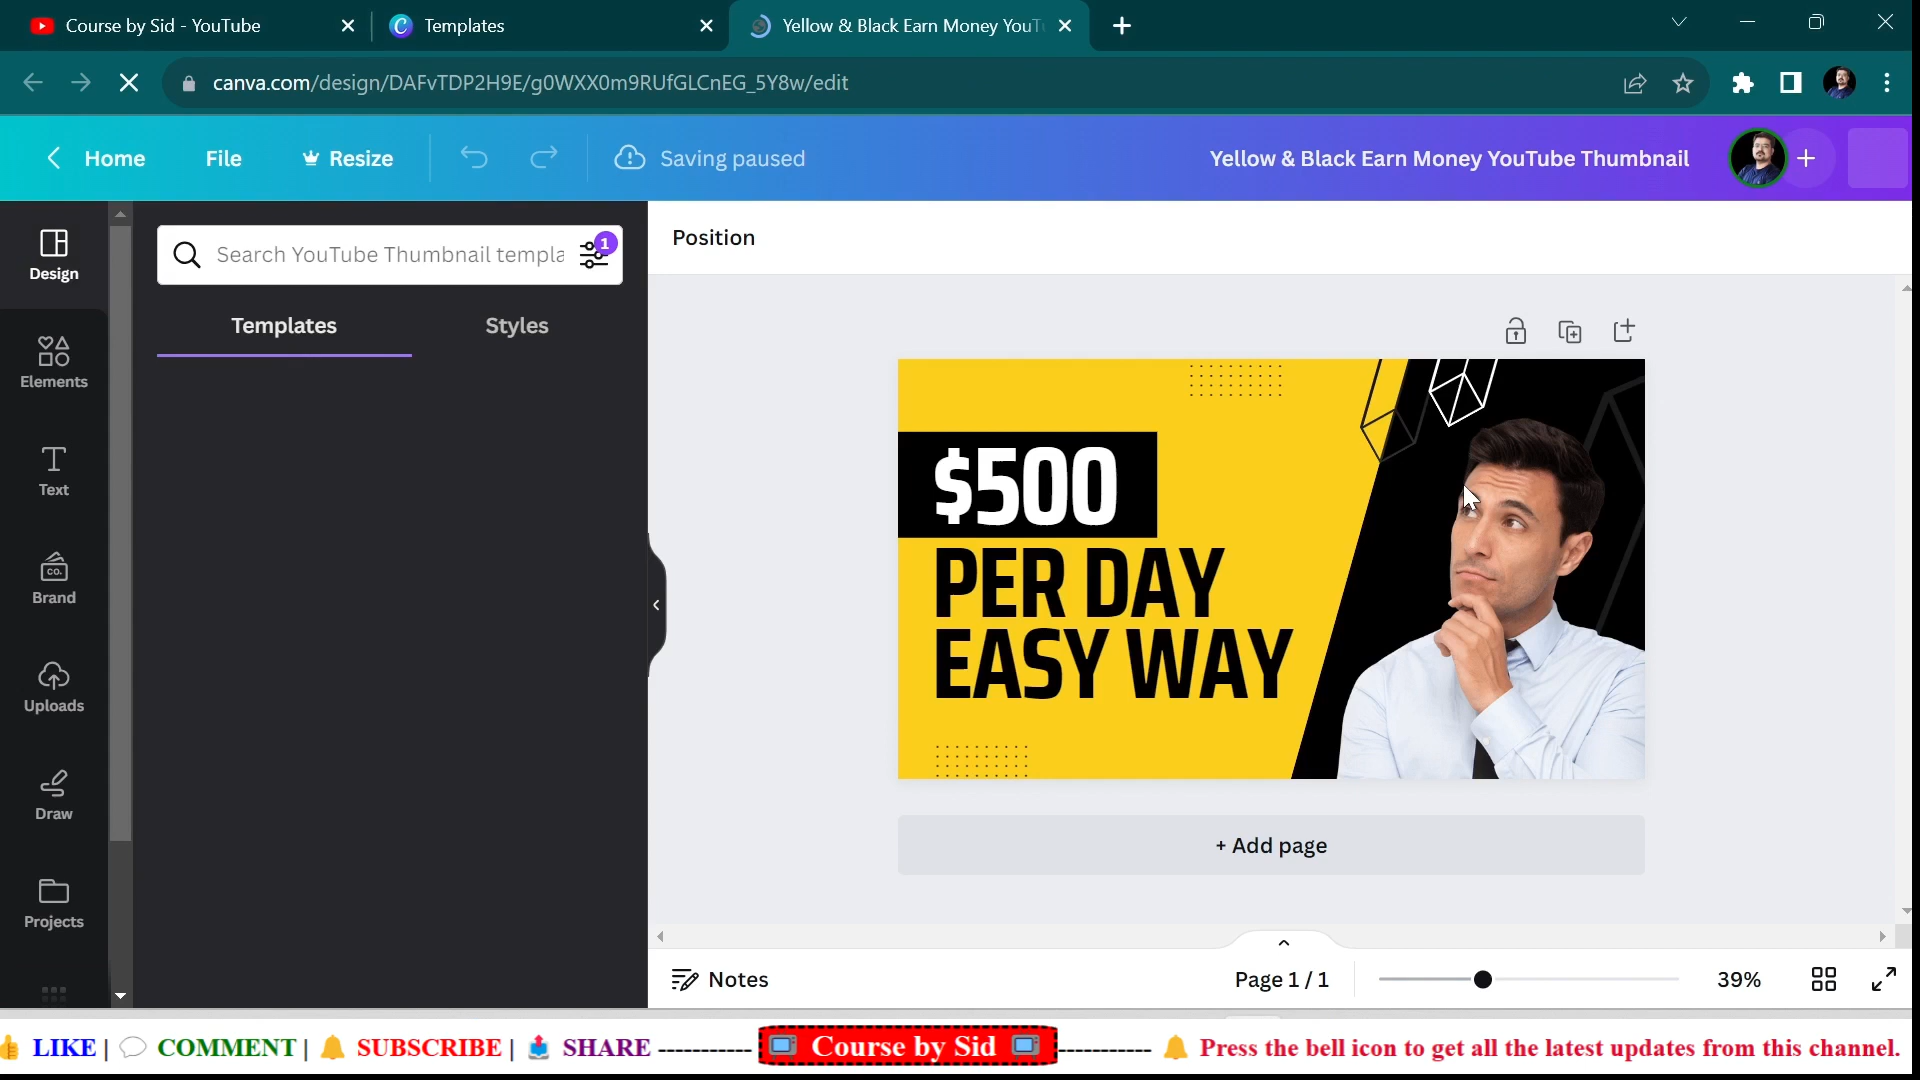 Course by Sid - YouTube
Templates
Yellow & Black Earn Money YouT
canva.com/design/DAFvTDP2H9E/g0WXX0m9RUfGLCnEG_5Y8w/edit
Home
File
Resize
Saving paused
Yellow & Black Earn Money YouTube Thumbnail
Design
Elements
Text
CO.
Brand
Uploads
Draw
Projects
Search YouTube Thumbnail templa
1
Templates
Styles
Position
$500
PER DAY
EASY WAY
+ Add page
Notes
Page 1 / 1
39%
LIKE | COMMENT | SUBSCRIBE | SHARE ----------- Course by Sid ----------- Press the bell icon to get all the latest updates from this channel.